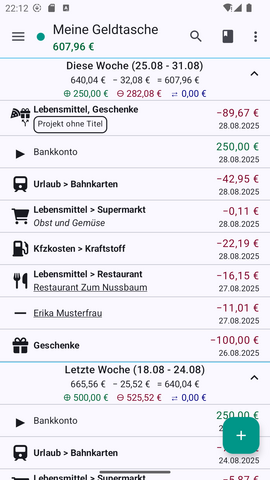 22:12
Meine Geldtasche
607,96 €
Diese Woche (25.08 - 31.08)
640,04 € − 32,08 € = 607,96 €
⊕ 250,00 € ⊖ 282,08 € ⇄ 0,00 €
Lebensmittel, Geschenke
−89,67 €
Projekt ohne Titel
28.08.2025
Bankkonto
250,00 €
28.08.2025
Urlaub > Bahnkarten
−42,95 €
28.08.2025
Lebensmittel > Supermarkt
−0,11 €
Obst und Gemüse
28.08.2025
Kfzkosten > Kraftstoff
−22,19 €
28.08.2025
Lebensmittel > Restaurant
−16,15 €
Restaurant Zum Nussbaum
27.08.2025
Erika Musterfrau
−11,01 €
27.08.2025
Geschenke
−100,00 €
26.08.2025
Letzte Woche (18.08 - 24.08)
665,56 € − 25,52 € = 640,04 €
⊕ 500,00 € ⊖ 525,52 € ⇄ 0,00 €
Bankkonto
250,00 €
Urlaub > Bahnkarten
24.08.2025
Lebensmittel > Supermarkt
−5,87 €